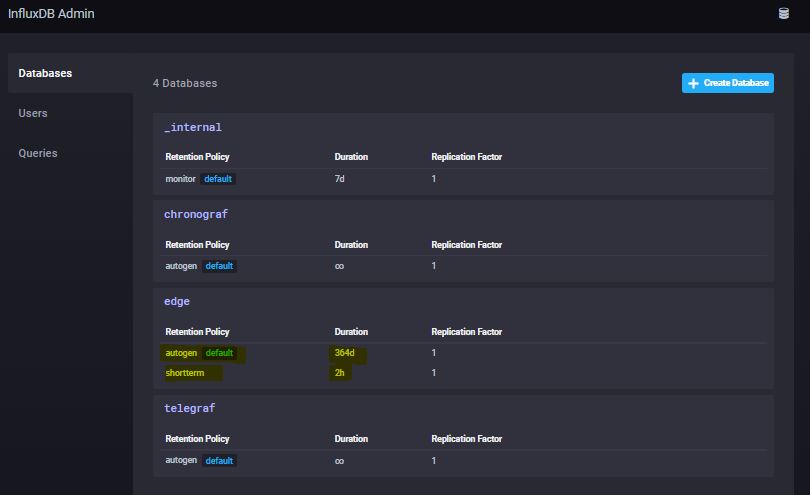 InfluxDB Admin
Databases
Users
Queries
4 Databases
Create Database
_internal
Retention Policy Duration Replication Factor
monitor default 7d 1
chronograf
Retention Policy Duration Replication Factor
autogen default ∞ 1
edge
Retention Policy Duration Replication Factor
autogen default 364d 1
shortterm 2h 1
telegraf
Retention Policy Duration Replication Factor
autogen default ∞ 1